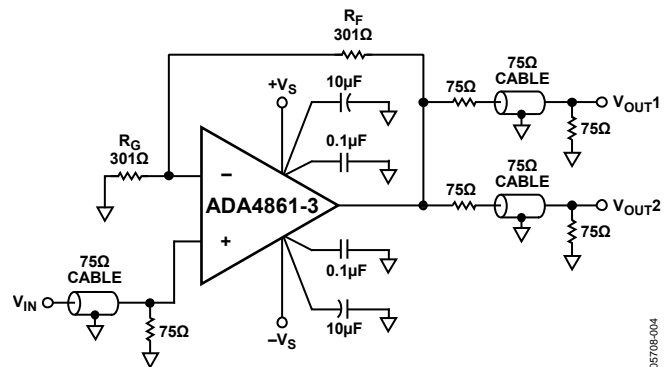 R_F
301Ω
75Ω
CABLE
+V_S
10µF
75Ω
V_OUT1
75Ω
0.1µF
R_G
301Ω
75Ω
CABLE
−
ADA4861-3
75Ω
V_OUT2
+
75Ω
75Ω
CABLE
0.1µF
V_IN
75Ω
10µF
−V_S
05708-004